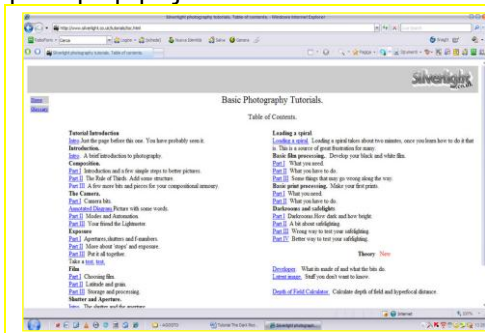 Silverlight photography tutorials, Table of contents. - Windows Internet Explorer
Silverlight
Home
Glossary
Basic Photography Tutorials.
Table of Contents.
Tutorial Introduction
Intro Just the page before this one. You have probably seen it.
Introduction.
Intro. A brief introduction to photography.
Composition.
Part I Introduction and a few simple steps to better pictures.
Part II The Rule of Thirds. Add some structure.
Part III A few more bits and pieces for your compositional armoury.
The Camera.
Part I Camera bits
Annotated Diagram Picture with some words.
Part II Modes and Automation.
Part III Your friend the Lightmeter.
Exposure
Part I Apertures, shutters and f-numbers.
Part II More about 'stops' and exposure.
Part III Put it all together.
Take a test, test.
Film
Part I Choosing film.
Part II Latitude and grain.
Part III Storage and processing.
Shutter and Aperture.
Intro The shutter and the aperture.
Loading a spiral
Loading a spiral. Loading a spiral takes about two minutes, once you learn how to do it that
is. This is a source of great frustration for many.
Basic film processing. Develop your black and white film.
Part I What you need.
Part II What you have to do.
Part III Some things that may go wrong along the way.
Basic print processing. Make your first prints.
Part I What you need.
Part II What you have to do.
Darkrooms and safelights
Part I Darkrooms. How dark and how bright.
Part II A bit about safelighting.
Part III Wrong way to test your safelighting.
Part IV Better way to test your safelighting.
Theory New
Developer. What its made of and what the bits do.
Latent image. Stuff you don't want to know.
Depth of Field Calculator. Calculate depth of field and hyperfocal distance.
Internet